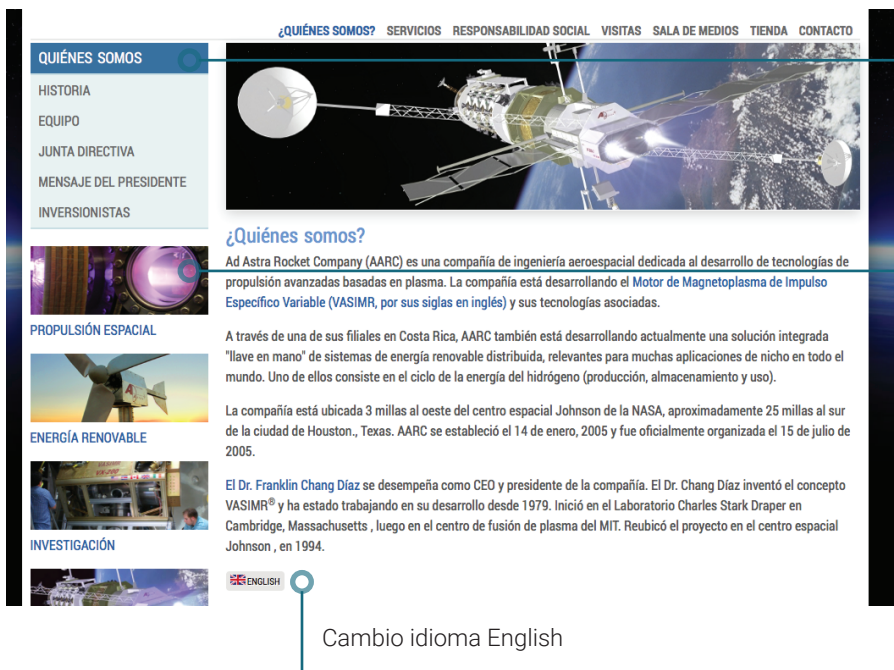 ¿QUIÉNES SOMOS? SERVICIOS RESPONSABILIDAD SOCIAL VISITAS SALA DE MEDIOS TIENDA CONTACTO
QUIÉNES SOMOS
HISTORIA
EQUIPO
JUNTA DIRECTIVA
MENSAJE DEL PRESIDENTE
INVERSIONISTAS
PROPULSIÓN ESPACIAL
ENERGÍA RENOVABLE
INVESTIGACIÓN
¿Quiénes somos?
Ad Astra Rocket Company (AARC) es una compañía de ingeniería aeroespacial dedicada al desarrollo de tecnologías de
propulsión avanzadas basadas en plasma. La compañía está desarrollando el Motor de Magnetoplasma de Impulso
Específico Variable (VASIMR, por sus siglas en inglés) y sus tecnologías asociadas.
A través de una de sus filiales en Costa Rica, AARC también está desarrollando actualmente una solución integrada
"llave en mano" de sistemas de energía renovable distribuida, relevantes para muchas aplicaciones de nicho en todo el
mundo. Uno de ellos consiste en el ciclo de la energía del hidrógeno (producción, almacenamiento y uso).
La compañía está ubicada 3 millas al oeste del centro espacial Johnson de la NASA, aproximadamente 25 millas al sur
de la ciudad de Houston., Texas. AARC se estableció el 14 de enero, 2005 y fue oficialmente organizada el 15 de julio de
2005.
El Dr. Franklin Chang Díaz se desempeña como CEO y presidente de la compañía. El Dr. Chang Díaz inventó el concepto
VASIMR® y ha estado trabajando en su desarrollo desde 1979. Inició en el Laboratorio Charles Stark Draper en
Cambridge, Massachusetts , luego en el centro de fusión de plasma del MIT. Reubicó el proyecto en el centro espacial
Johnson , en 1994.
ENGLISH
Cambio idioma English